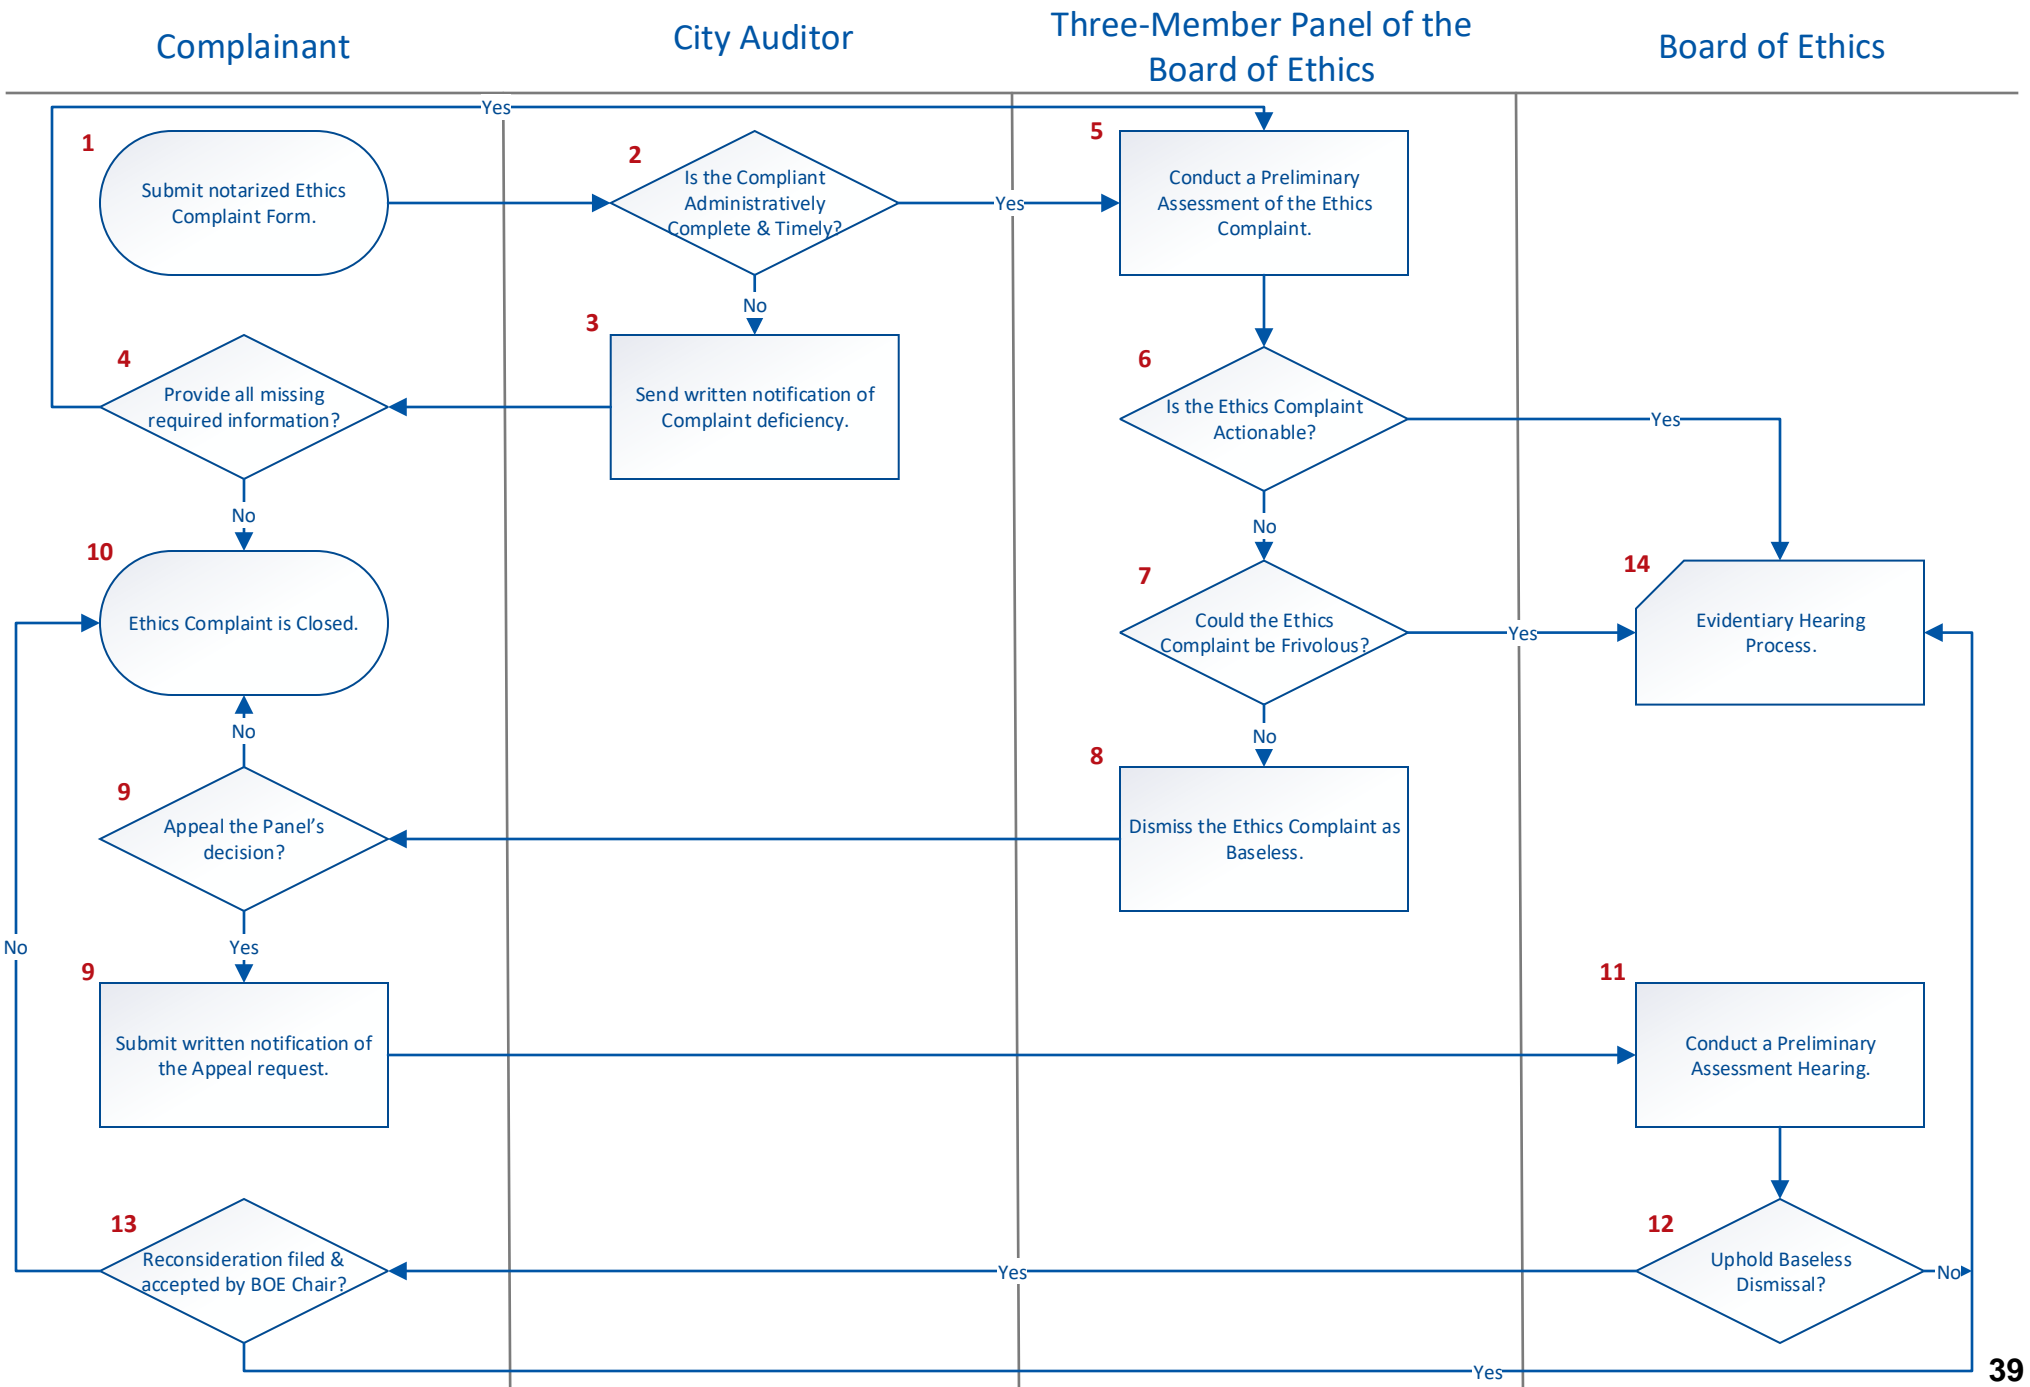 Complainant
City Auditor
Three-Member Panel of the
Board of Ethics
Board of Ethics
Yes
1
Submit notarized Ethics
Complaint Form.
2
Is the Compliant
Administratively
Complete & Timely?
Yes
5
Conduct a Preliminary
Assessment of the Ethics
Complaint.
No
3
Send written notification of
Complaint deficiency.
4
Provide all missing
required information?
6
Is the Ethics Complaint
Actionable?
Yes
No
No
10
Ethics Complaint is Closed.
7
Could the Ethics
Complaint be Frivolous?
Yes
14
Evidentiary Hearing
Process.
No
No
8
Dismiss the Ethics Complaint as
Baseless.
9
Appeal the Panel's
decision?
No
Yes
9
Submit written notification of
the Appeal request.
11
Conduct a Preliminary
Assessment Hearing.
13
Reconsideration filed &
accepted by BOE Chair?
Yes
12
Uphold Baseless
Dismissal?
No
Yes
39